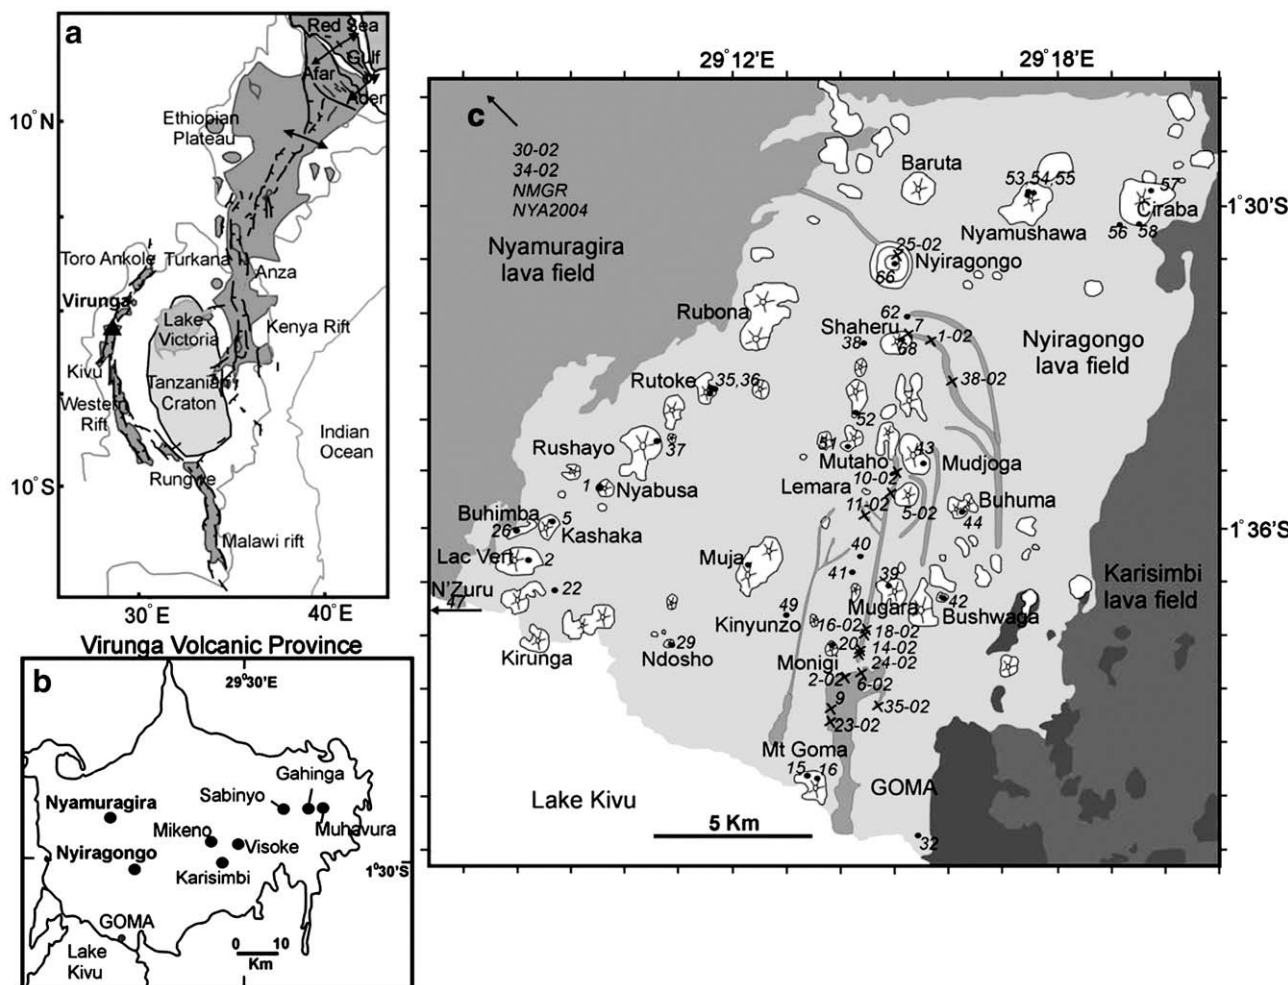 a
Red Sea
Gulf
Afar
Aden
10°N
Ethiopian
Plateau
Toro Ankole
Turkana
Anza
Virunga
Lake
Victoria
Kenya Rift
Kivu
Tanzanian
Craton
Western
Rift
Indian
Ocean
10°S
Rungwe
Malawi rift
30°E
40°E
Virunga Volcanic Province
b
29°30'E
Gahinga
Sabinyo
Nyamuragira
Muhavura
Mikeno
Visoke
Nyiragongo
Karisimbi
1°30'S
GOMA
0 10
Km
Lake
Kivu
29°12'E
29°18'E
c
30-02
34-02
NMGR
NYA2004
Baruta
53,54,55
57
1°30'S
Ciraba
Nyamushawa
56
58
Nyamuragira
lava field
25-02
Nyiragongo
66
Rubona
62
Shaheru
7
1-02
38
68
Nyiragongo
lava field
38-02
Rutoke
35,36
52
Rushayo
37
51
43
Mutaho
Mudjoga
10-02
Lemara
1
Nyabusa
11-02
5-02
Buhuma
44
Buhimba
5
26
Kashaka
1°36'S
40
Lac Vert
2
Muja
41
39
Karisimbi
lava field
N'Zuru
22
47
49
Mugara
42
Bushwaga
Kinyunzo
16-02
18-02
29
20
14-02
Kirunga
Ndosho
Monigi
24-02
2-02
6-02
9
35-02
23-02
Mt Goma
15
16
GOMA
Lake Kivu
5 Km
32